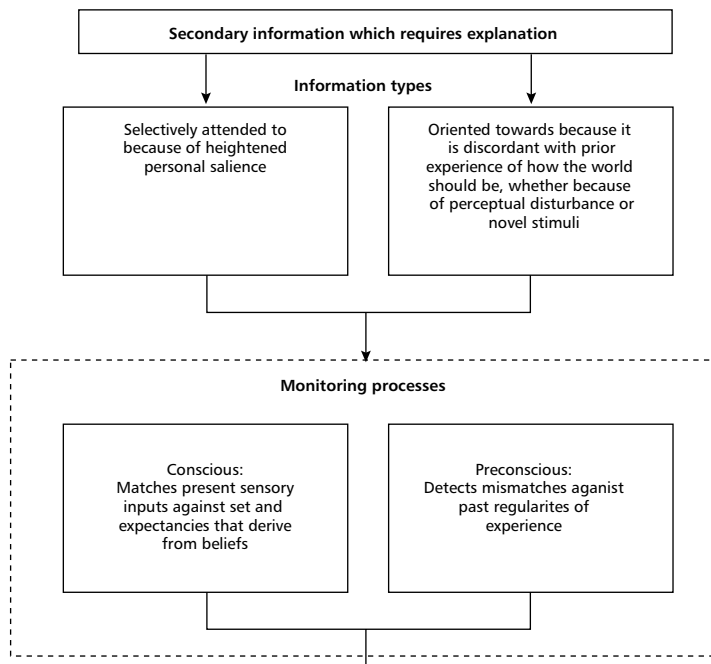 Secondary information which requires explanation
Information types
Selectively attended to
because of heightened
personal salience
Oriented towards because it
is discordant with prior
experience of how the world
should be, whether because
of perceptual disturbance or
novel stimuli
Monitoring processes
Conscious:
Matches present sensory
inputs against set and
expectancies that derive
from beliefs
Preconscious:
Detects mismatches aganist
past regularites of
experience